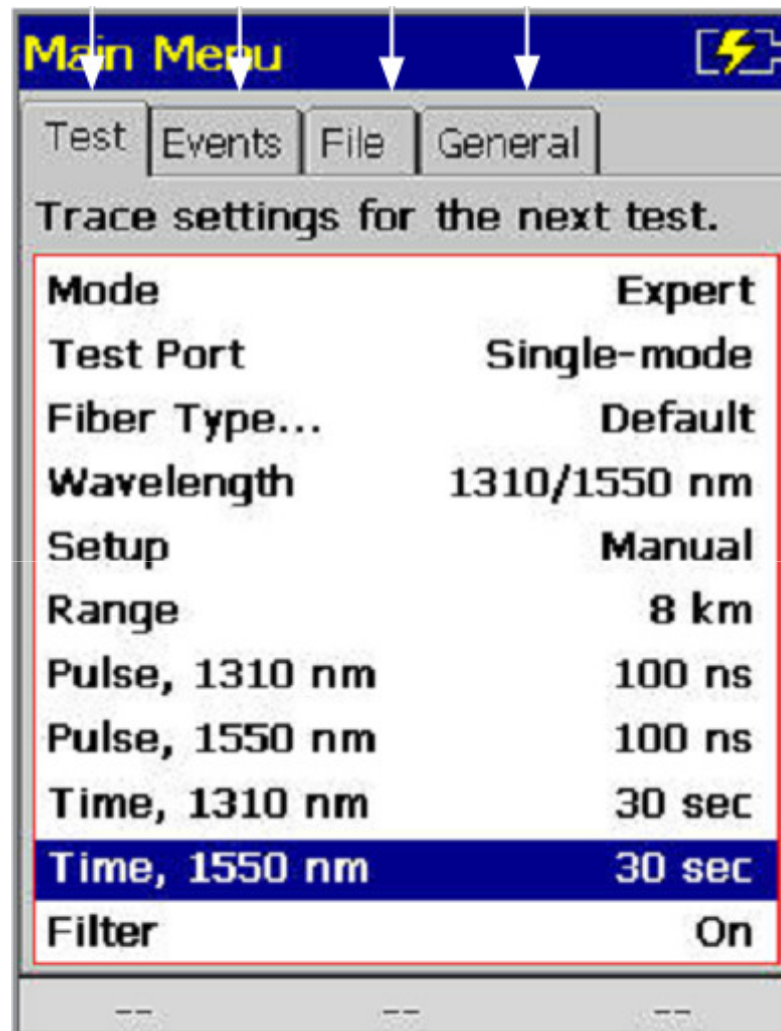 Main Menu
Test Events File General
Trace settings for the next test.
Mode Expert
Test Port Single-mode
Fiber Type... Default
Wavelength 1310/1550 nm
Setup Manual
Range 8 km
Pulse, 1310 nm 100 ns
Pulse, 1550 nm 100 ns
Time, 1310 nm 30 sec
Time, 1550 nm 30 sec
Filter On
-- -- --